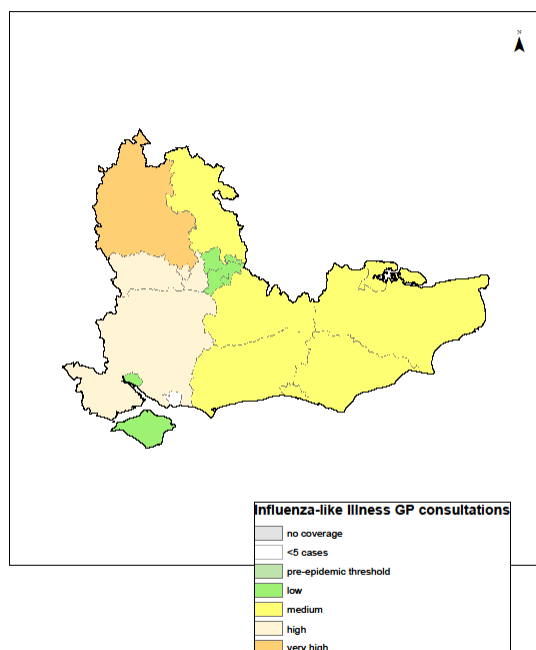 N
Influenza-like Illness GP consultations
no coverage
<5 cases
pre-epidemic threshold
low
medium
high
very high